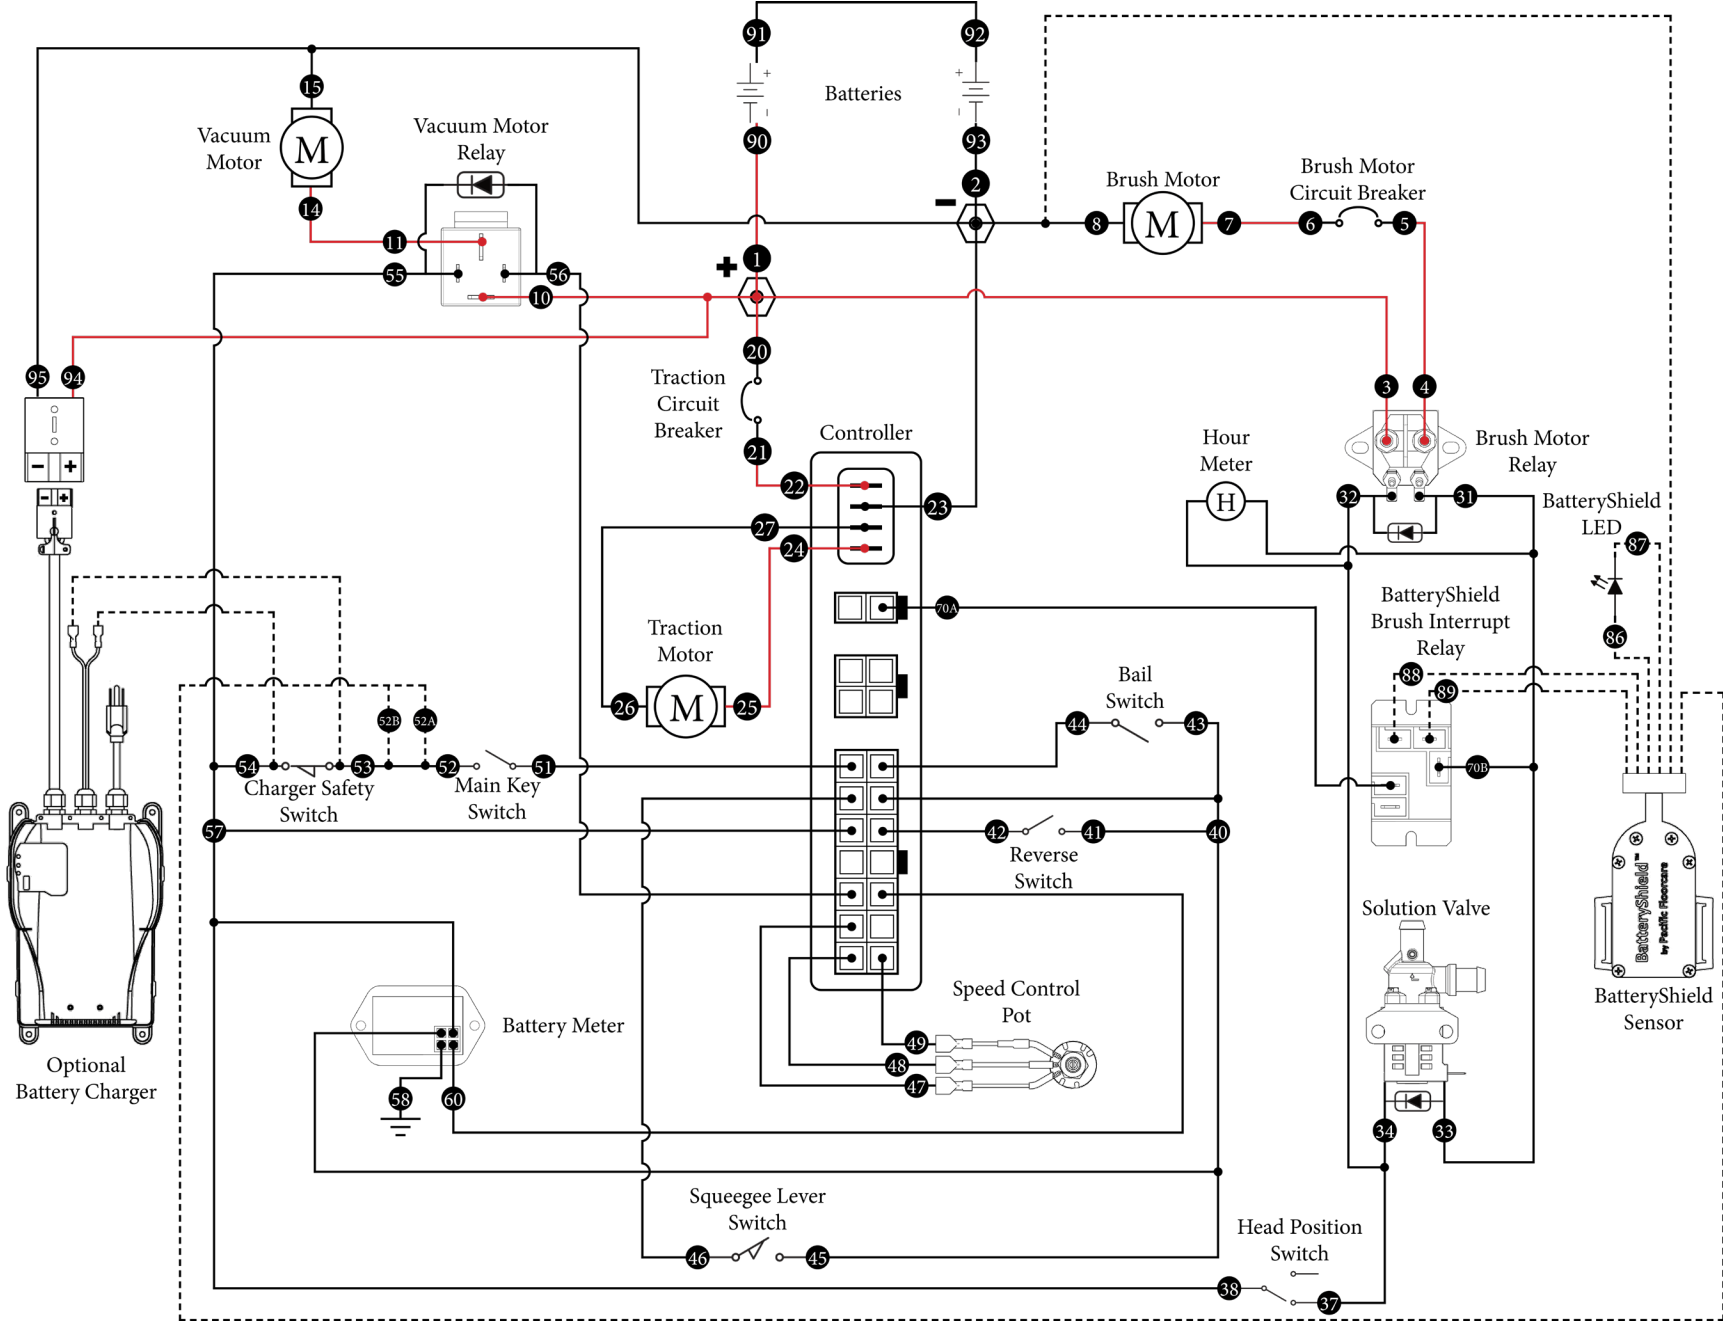 91
92
15
+
+
Batteries
-
-
Vacuum
Motor
M
Vacuum Motor
Relay
90
93
2
Brush Motor
Circuit Breaker
Brush Motor
M
14
11
8
7
6
5
55
56
1
+
-
10
95
94
20
3
4
Traction
Circuit
Breaker
21
Controller
Hour
Meter
H
Brush Motor
Relay
- +
- +
22
23
27
24
32
31
BatteryShield
LED
87
86
70A
BatteryShield
Brush Interrupt
Relay
88
89
Traction
Motor
M
26
25
Bail
Switch
44
43
52B
52A
54
53
52
51
Charger Safety
Switch
Main Key
Switch
70B
57
42
41
40
Reverse
Switch
BatteryShield™
by Pacific Floorcare
Solution Valve
Speed Control
Pot
Battery Meter
49
48
47
BatteryShield
Sensor
Optional
Battery Charger
58
60
34
33
Squeegee Lever
Switch
46
45
Head Position
Switch
38
37